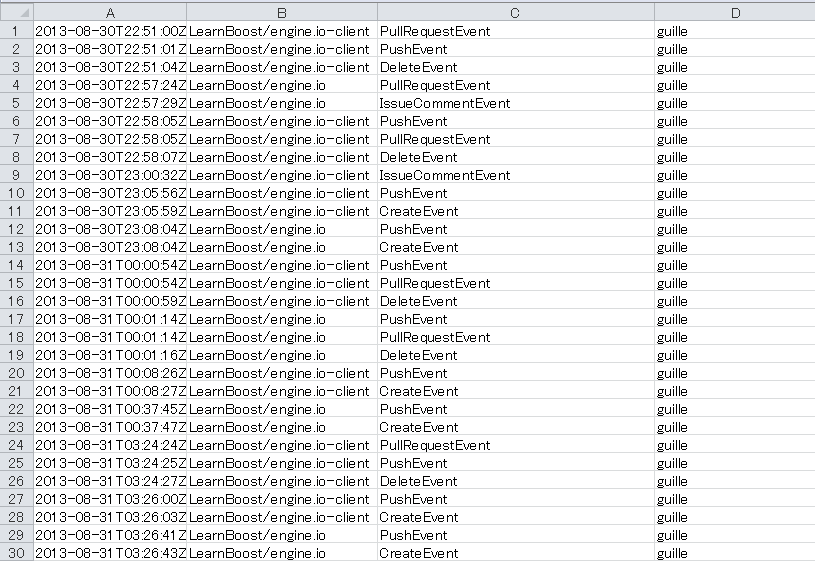 A B C D
1 2013-08-30T22:51:00Z LearnBoost/engine.io-client PullRequestEvent guille
2 2013-08-30T22:51:01Z LearnBoost/engine.io-client PushEvent guille
3 2013-08-30T22:51:04Z LearnBoost/engine.io-client DeleteEvent guille
4 2013-08-30T22:57:24Z LearnBoost/engine.io PullRequestEvent guille
5 2013-08-30T22:57:29Z LearnBoost/engine.io IssueCommentEvent guille
6 2013-08-30T22:58:05Z LearnBoost/engine.io-client PushEvent guille
7 2013-08-30T22:58:05Z LearnBoost/engine.io-client PullRequestEvent guille
8 2013-08-30T22:58:07Z LearnBoost/engine.io-client DeleteEvent guille
9 2013-08-30T23:00:32Z LearnBoost/engine.io-client IssueCommentEvent guille
10 2013-08-30T23:05:56Z LearnBoost/engine.io-client PushEvent guille
11 2013-08-30T23:05:59Z LearnBoost/engine.io-client CreateEvent guille
12 2013-08-30T23:08:04Z LearnBoost/engine.io PushEvent guille
13 2013-08-30T23:08:04Z LearnBoost/engine.io CreateEvent guille
14 2013-08-31T00:00:54Z LearnBoost/engine.io-client PushEvent guille
15 2013-08-31T00:00:54Z LearnBoost/engine.io-client PullRequestEvent guille
16 2013-08-31T00:00:59Z LearnBoost/engine.io-client DeleteEvent guille
17 2013-08-31T00:01:14Z LearnBoost/engine.io PushEvent guille
18 2013-08-31T00:01:14Z LearnBoost/engine.io PullRequestEvent guille
19 2013-08-31T00:01:16Z LearnBoost/engine.io DeleteEvent guille
20 2013-08-31T00:08:26Z LearnBoost/engine.io-client PushEvent guille
21 2013-08-31T00:08:27Z LearnBoost/engine.io-client CreateEvent guille
22 2013-08-31T00:37:45Z LearnBoost/engine.io PushEvent guille
23 2013-08-31T00:37:47Z LearnBoost/engine.io CreateEvent guille
24 2013-08-31T03:24:24Z LearnBoost/engine.io-client PullRequestEvent guille
25 2013-08-31T03:24:25Z LearnBoost/engine.io-client PushEvent guille
26 2013-08-31T03:24:27Z LearnBoost/engine.io-client DeleteEvent guille
27 2013-08-31T03:26:00Z LearnBoost/engine.io-client PushEvent guille
28 2013-08-31T03:26:03Z LearnBoost/engine.io-client CreateEvent guille
29 2013-08-31T03:26:41Z LearnBoost/engine.io PushEvent guille
30 2013-08-31T03:26:43Z LearnBoost/engine.io CreateEvent guille